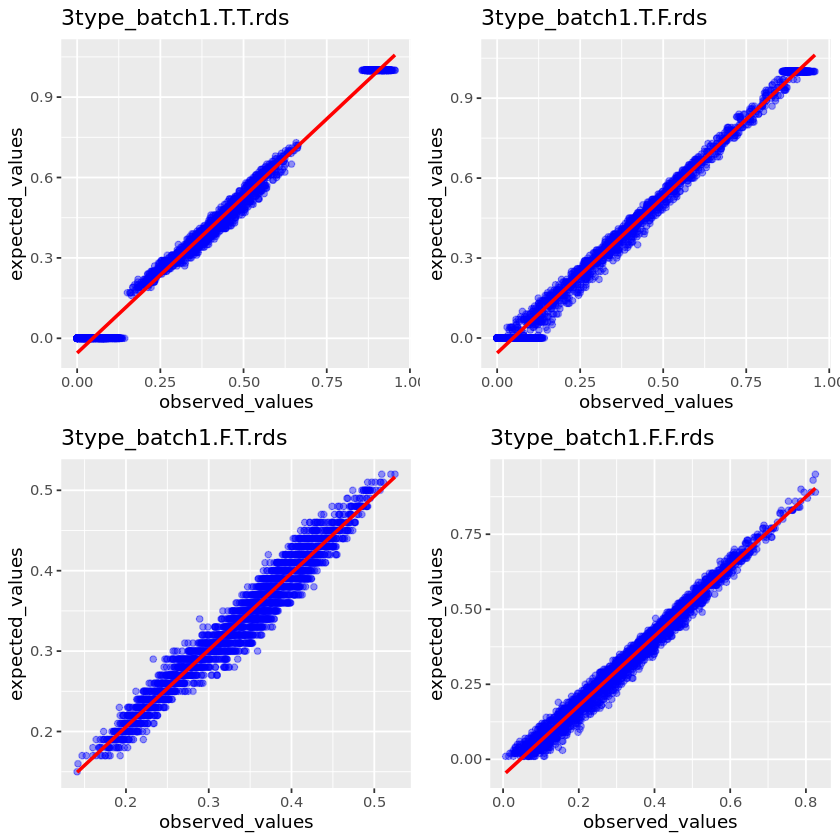 3type_batch1.T.T.rds
expected_values
0.9
0.6
0.3
0.0
0.00 0.25 0.50 0.75 1.0
observed_values
3type_batch1.T.F.rds
expected_values
0.9
0.6
0.3
0.0
0.00 0.25 0.50 0.75 1.00
observed_values
3type_batch1.F.T.rds
expected_values
0.5
0.4
0.3
0.2
0.2 0.3 0.4 0.5
observed_values
3type_batch1.F.F.rds
expected_values
0.75
0.50
0.25
0.00
0.0 0.2 0.4 0.6 0.8
observed_values